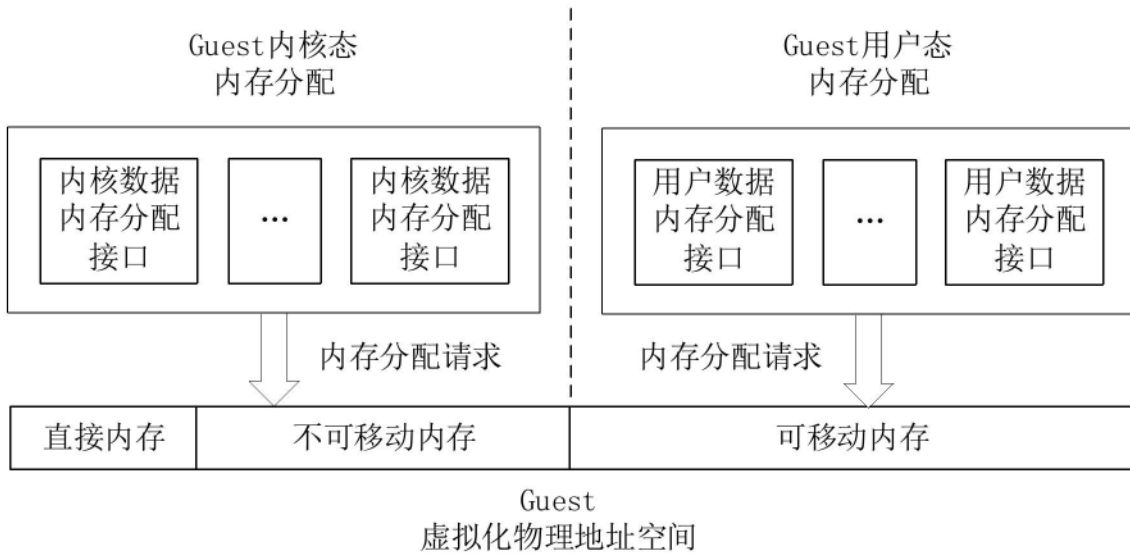 Guest内核态
内存分配
Guest用户态
内存分配
内核数据
内存分配
接口
...
内核数据
内存分配
接口
用户数据
内存分配
接口
...
用户数据
内存分配
接口
内存分配请求
内存分配请求
直接内存
不可移动内存
可移动内存
Guest
虚拟化物理地址空间